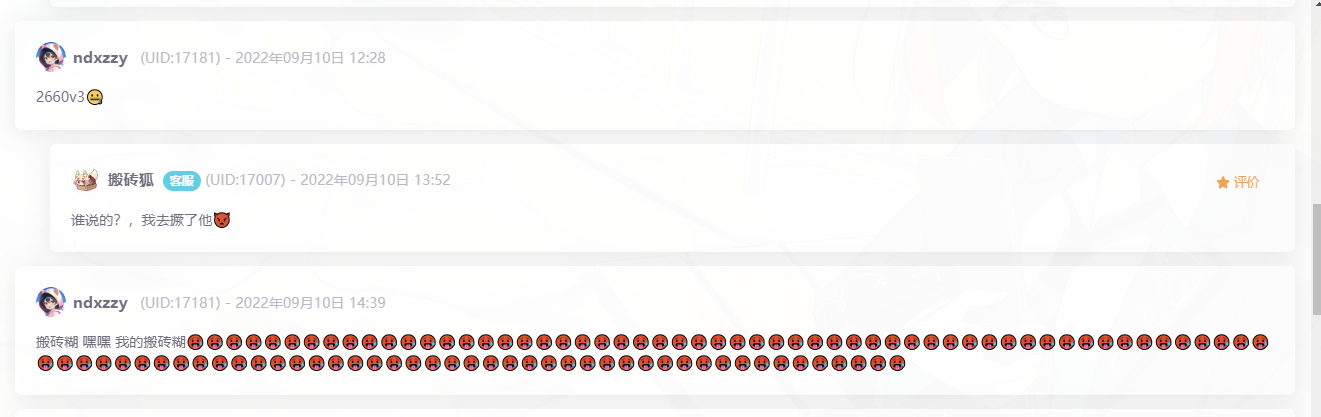 ndxzzy (UID:17181) - 2022年09月10日 12:28
2660v3🤐
搬砖狐 客服 (UID:17007) - 2022年09月10日 13:52
评价
谁说的？，我去撅了他👿
ndxzzy (UID:17181) - 2022年09月10日 14:39
搬砖糊 嘿嘿 我的搬砖糊